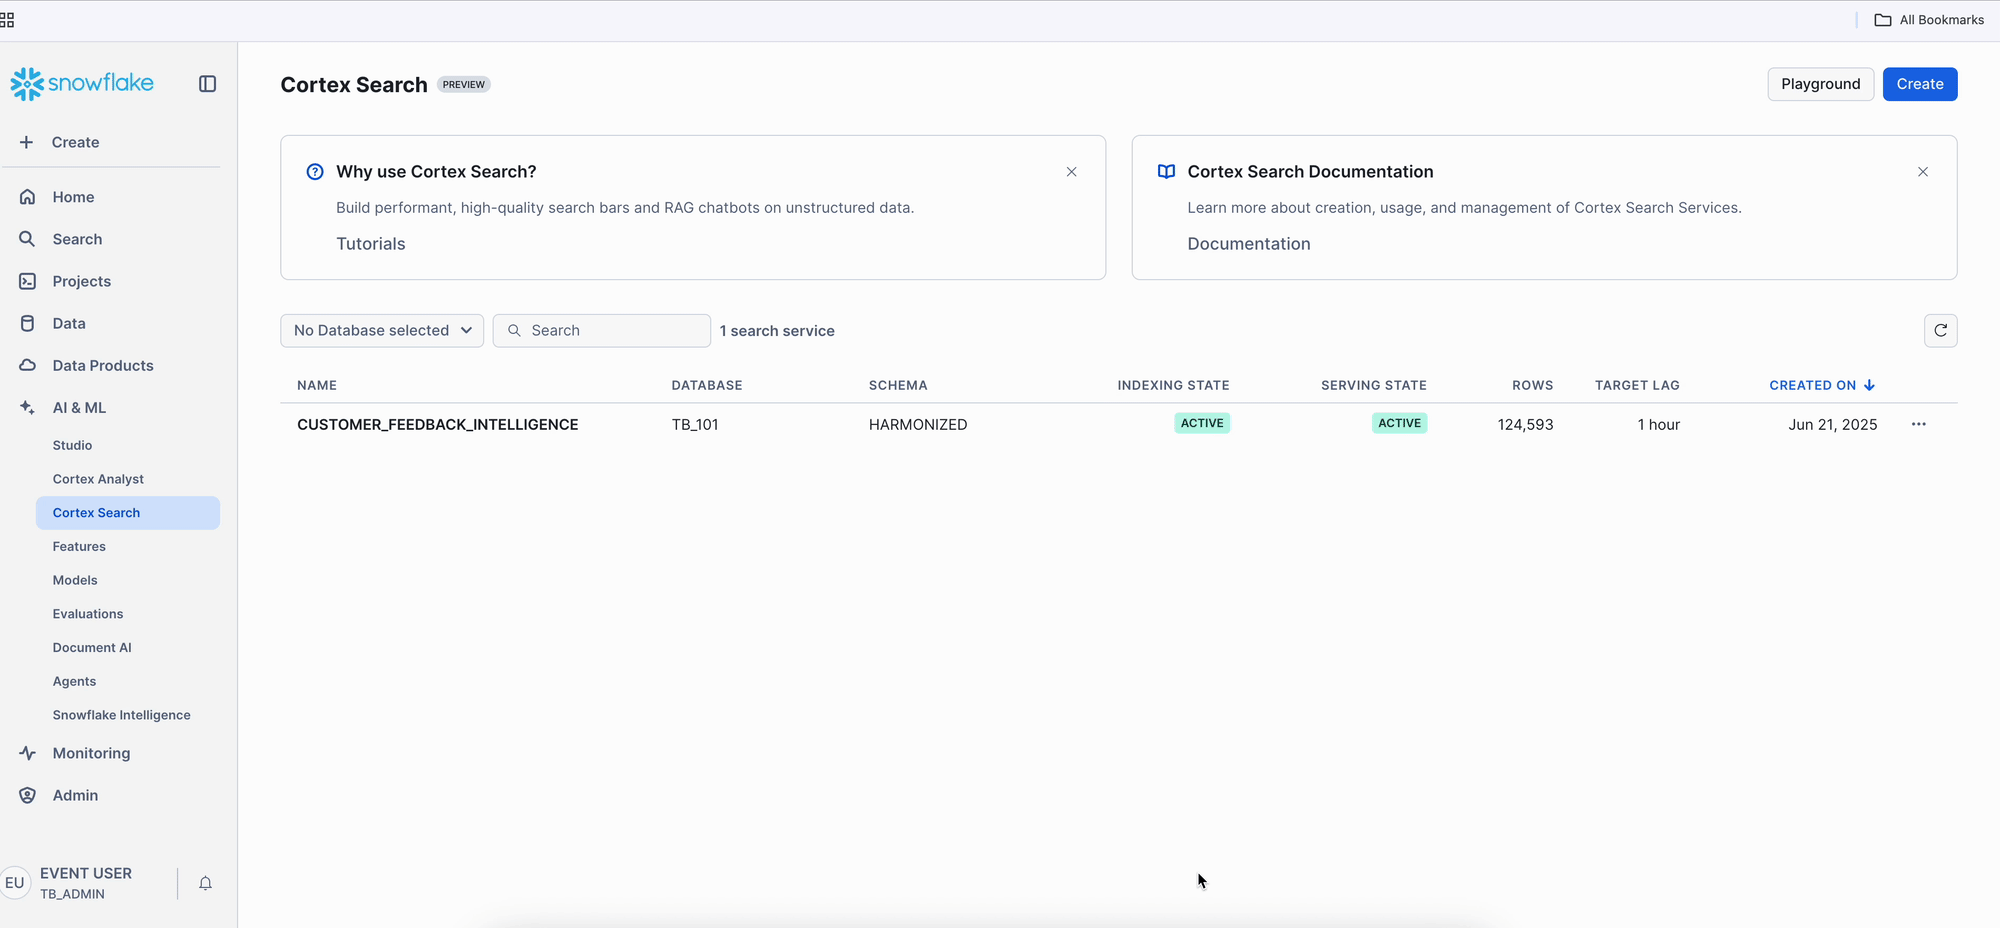 All Bookmarks
snowflake
Create
Home
Search
Projects
Data
Data Products
AI & ML
Studio
Cortex Analyst
Cortex Search
Features
Models
Evaluations
Document AI
Agents
Snowflake Intelligence
Monitoring
Admin
EU
EVENT USER
TB_ADMIN
Cortex Search PREVIEW
Playground
Create
Why use Cortex Search?
Build performant, high-quality search bars and RAG chatbots on unstructured data.
Tutorials
Cortex Search Documentation
Learn more about creation, usage, and management of Cortex Search Services.
Documentation
No Database selected Search 1 search service
NAME DATABASE SCHEMA INDEXING STATE SERVING STATE ROWS TARGET LAG CREATED ON
CUSTOMER_FEEDBACK_INTELLIGENCE TB_101 HARMONIZED ACTIVE ACTIVE 124,593 1 hour Jun 21, 2025